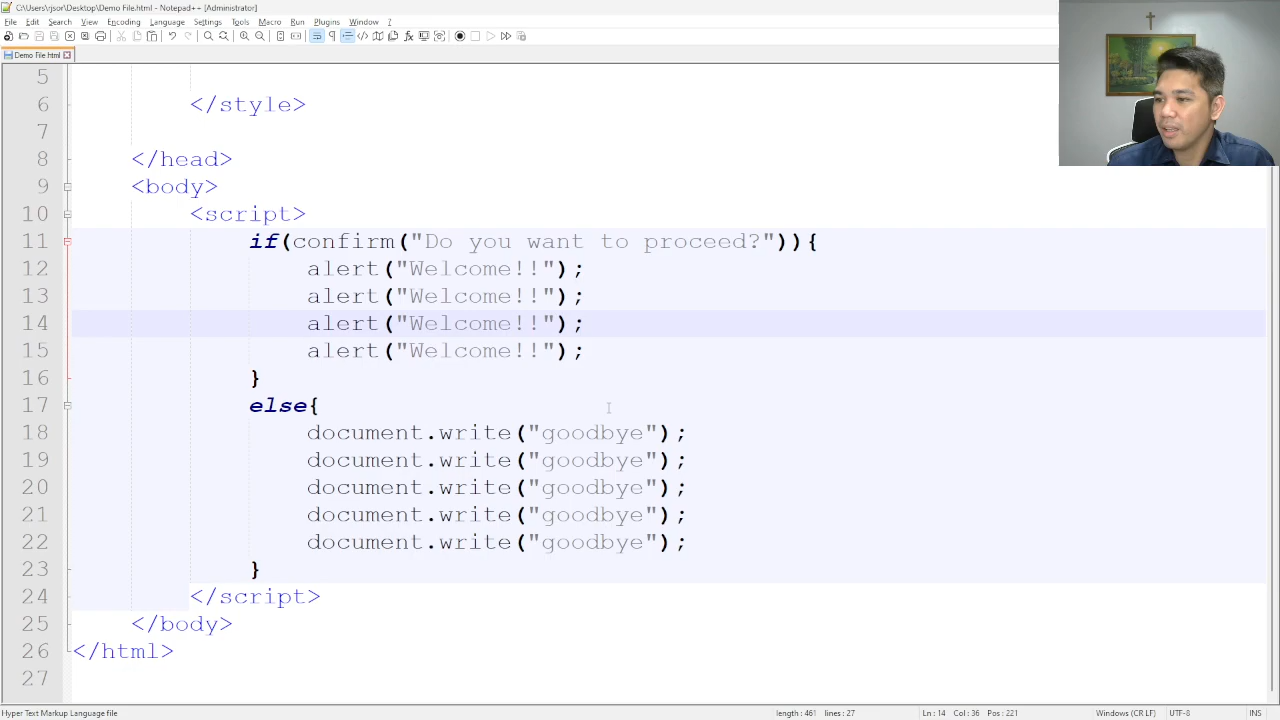 C:\Users\rjsor\Desktop\Demo File.html - Notepad++ [Administrator]
File Edit Search View Encoding Language Settings Tools Macro Run Plugins Window ?
Demo File.html
5
6 </style>
7
8 </head>
9 <body>
10 <script>
11 if(confirm("Do you want to proceed?")){
12 alert("Welcome!!");
13 alert("Welcome!!");
14 alert("Welcome!!");
15 alert("Welcome!!");
16 }
17 else{
18 document.write("goodbye");
19 document.write("goodbye");
20 document.write("goodbye");
21 document.write("goodbye");
22 document.write("goodbye");
23 }
24 </script>
25 </body>
26 </html>
27
Hyper Text Markup Language file length : 461 lines : 27 Ln : 14 Col : 36 Pos : 221 Windows (CR LF) UTF-8 INS